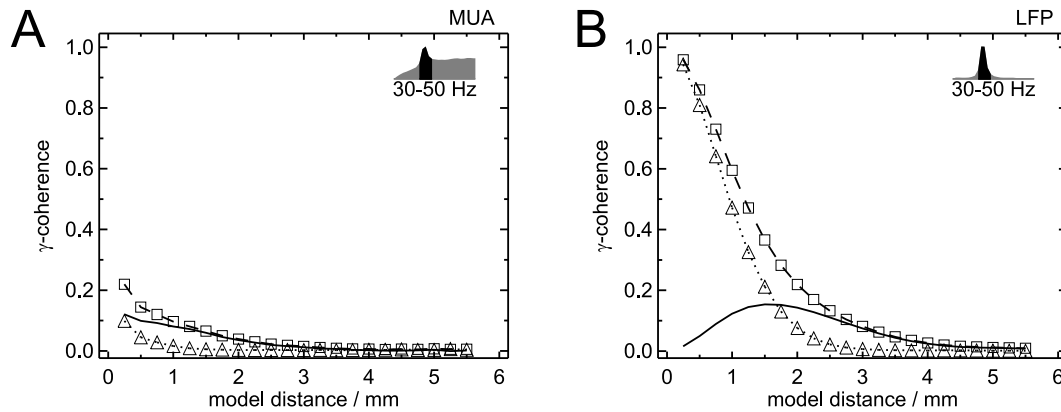 A
MUA
1.0
0.8
0.6
0.4
0.2
0.0
γ-coherence
30-50 Hz
0 1 2 3 4 5 6
model distance / mm
B
LFP
1.0
0.8
0.6
0.4
0.2
0.0
γ-coherence
30-50 Hz
0 1 2 3 4 5 6
model distance / mm